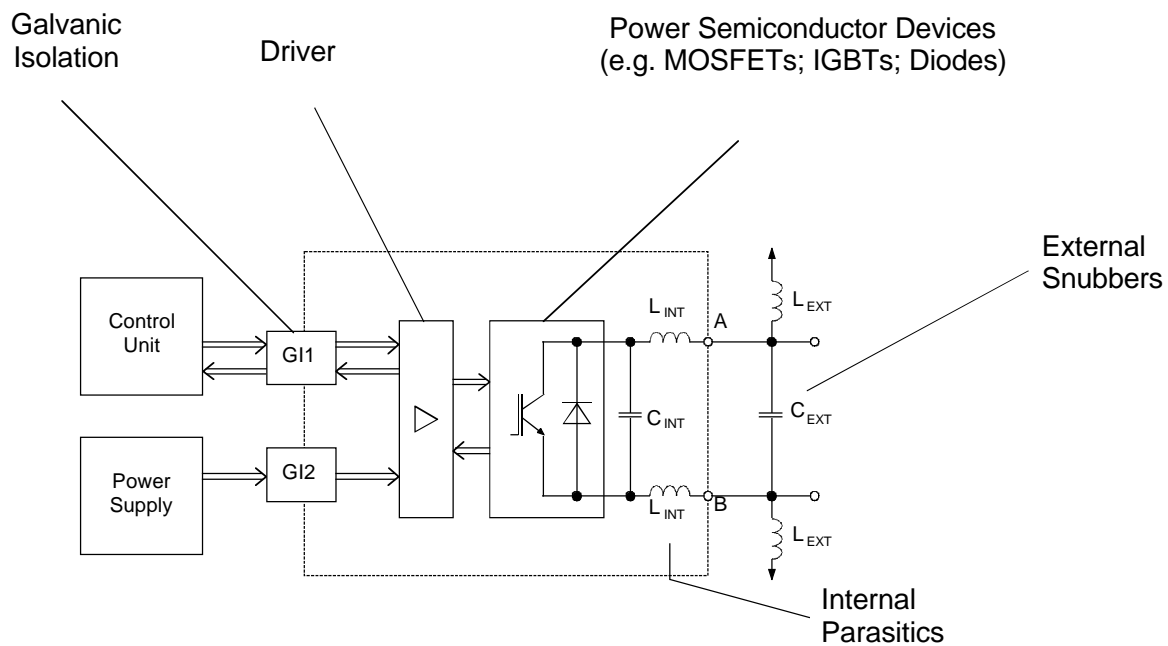 Galvanic
Isolation
Driver
Power Semiconductor Devices
(e.g. MOSFETs; IGBTs; Diodes)
External
Snubbers
Control
Unit
GI1
L INT
A
L EXT
C INT
C EXT
Power
Supply
GI2
L INT
B
L EXT
Internal
Parasitics